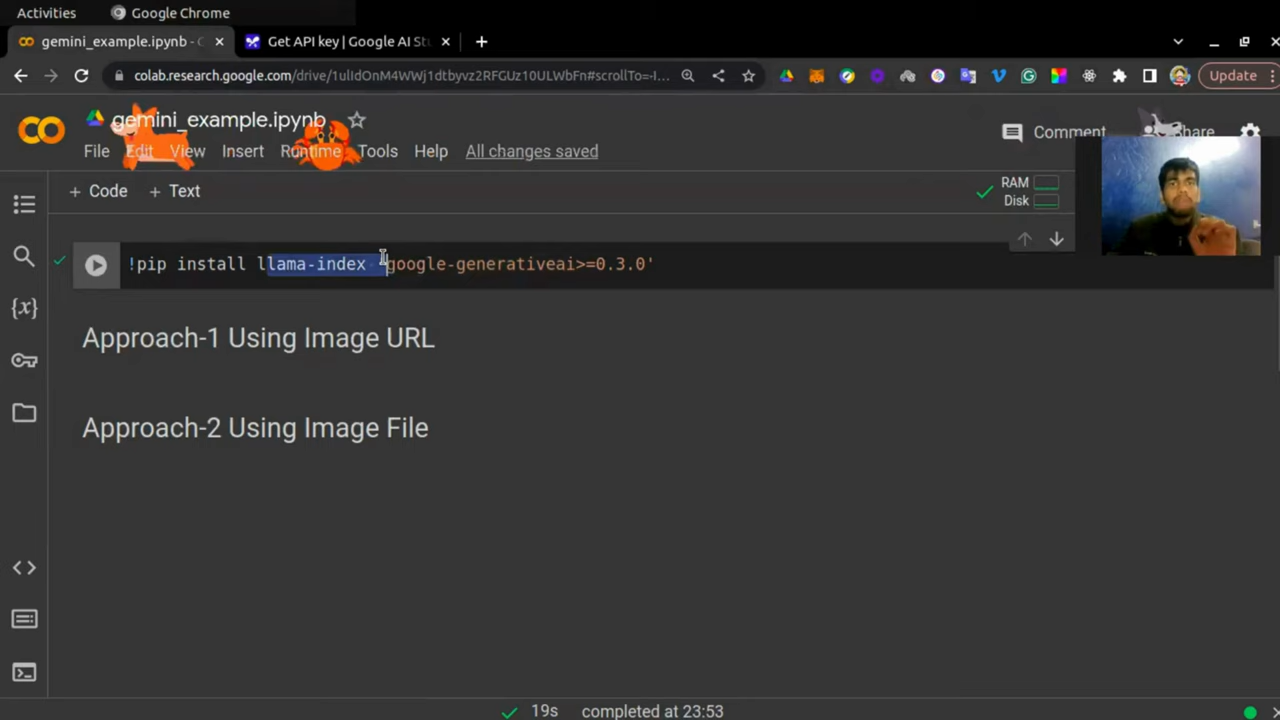 Activities
Google Chrome
gemini_example.ipynb - C
Get API key | Google AI St
colab.research.google.com/drive/1ulIdOnM4WWj1dtbyvz2RFGUz10ULWbFn#scrollTo=-I...
Update
gemini_example.ipynb
Comment
Share
File Edit View Insert Runtime Tools Help All changes saved
+ Code + Text
RAM
Disk
!pip install llama-index google-generativeai>=0.3.0'
Approach-1 Using Image URL
Approach-2 Using Image File
19s completed at 23:53